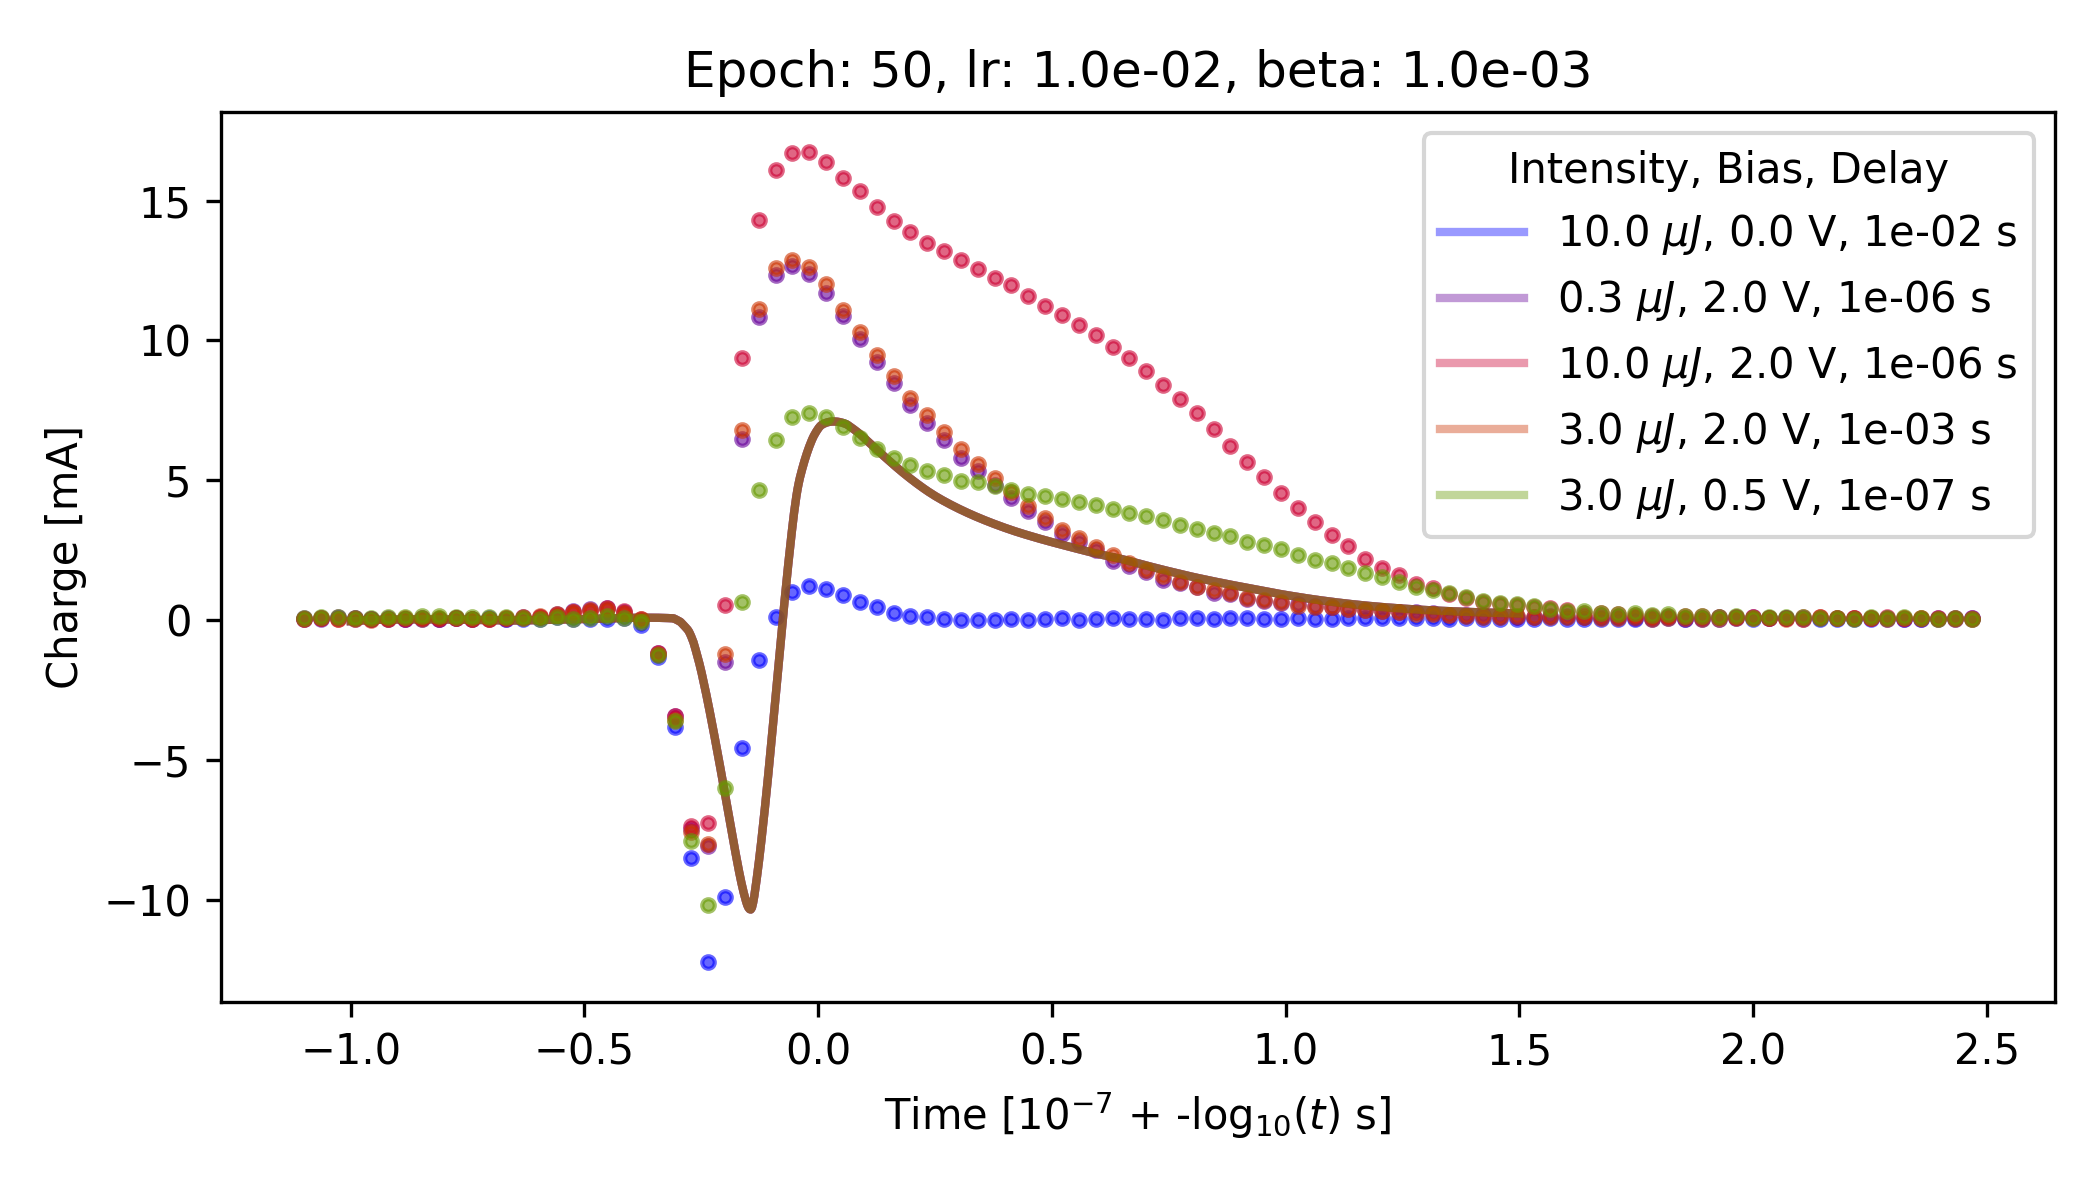 Epoch: 50, lr: 1.0e-02, beta: 1.0e-03
Intensity, Bias, Delay
10.0 μJ, 0.0 V, 1e-02 s
0.3 μJ, 2.0 V, 1e-06 s
10.0 μJ, 2.0 V, 1e-06 s
3.0 μJ, 2.0 V, 1e-03 s
3.0 μJ, 0.5 V, 1e-07 s
Charge [mA]
15
10
5
0
−5
−10
−1.0 −0.5 0.0 0.5 1.0 1.5 2.0 2.5
Time [10⁻⁷ + -log₁₀(t) s]